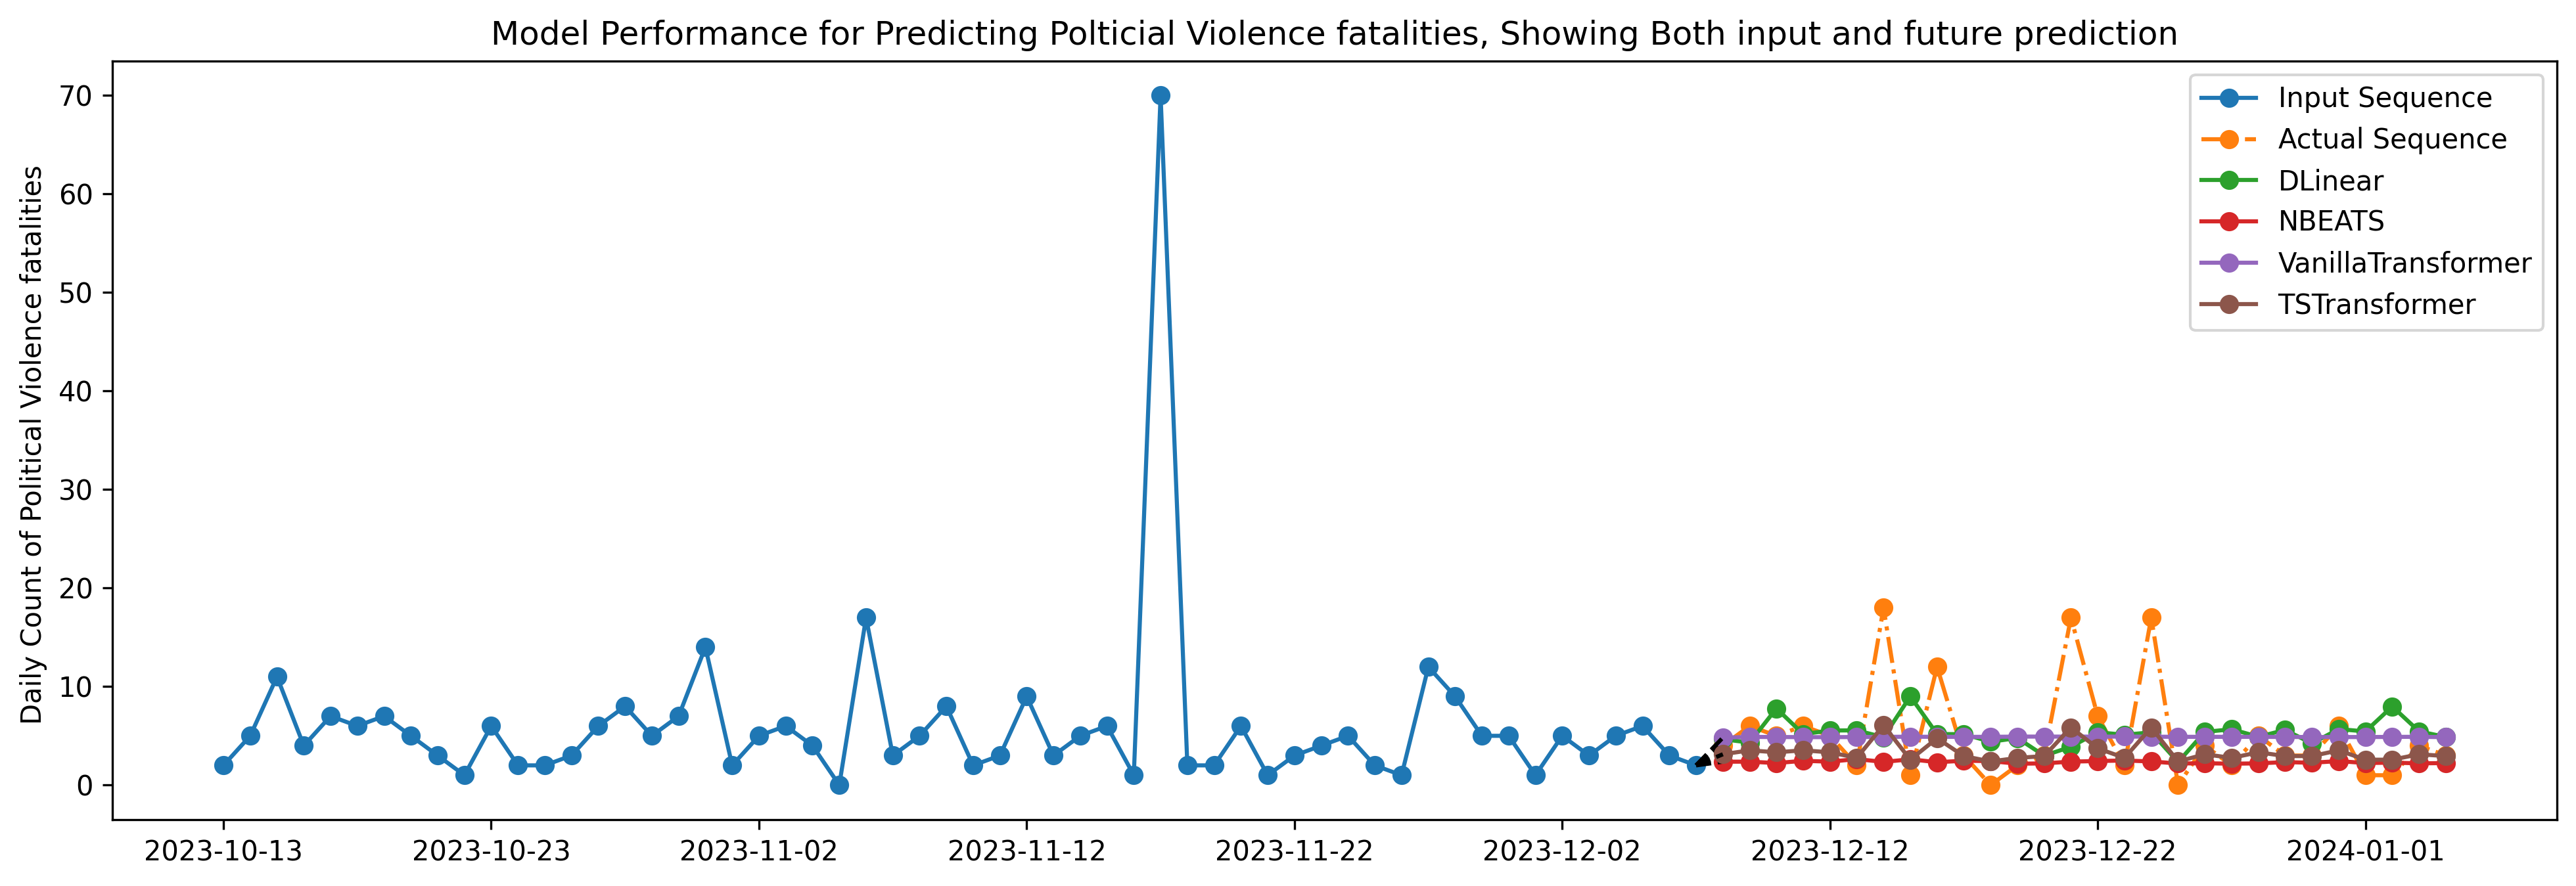 Model Performance for Predicting Polticial Violence fatalities, Showing Both input and future prediction
Daily Count of Political Violence fatalities
70
60
50
40
30
20
10
0
Input Sequence
Actual Sequence
DLinear
NBEATS
VanillaTransformer
TSTransformer
2023-10-13 2023-10-23 2023-11-02 2023-11-12 2023-11-22 2023-12-02 2023-12-12 2023-12-22 2024-01-01